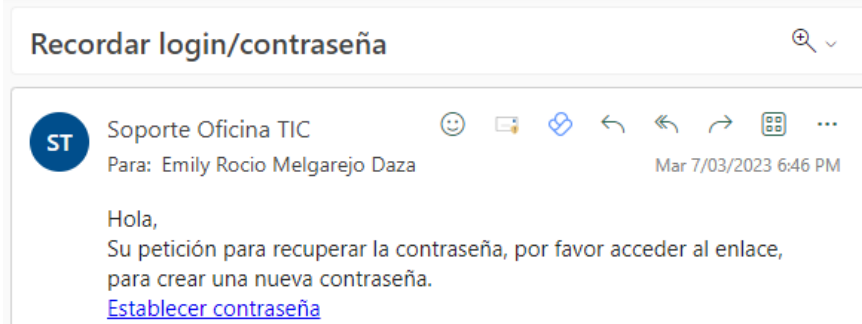 Recordar login/contraseña
ST
Soporte Oficina TIC
Para: Emily Rocio Melgarejo Daza
Mar 7/03/2023 6:46 PM
Hola,
Su petición para recuperar la contraseña, por favor acceder al enlace,
para crear una nueva contraseña.
Establecer contraseña